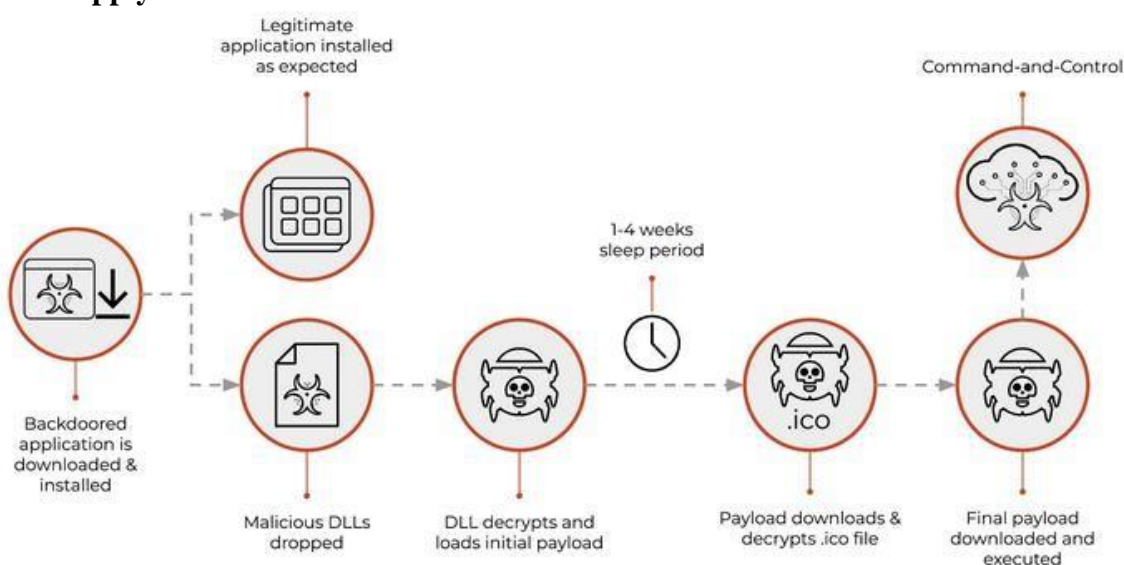 Legitimate
application installed
as expected
Command-and-Control
1-4 weeks
sleep period
.ico
Backdoored
application is
downloaded &
installed
Malicious DLLs
dropped
DLL decrypts and
loads initial payload
Payload downloads &
decrypts .ico file
Final payload
downloaded and
executed